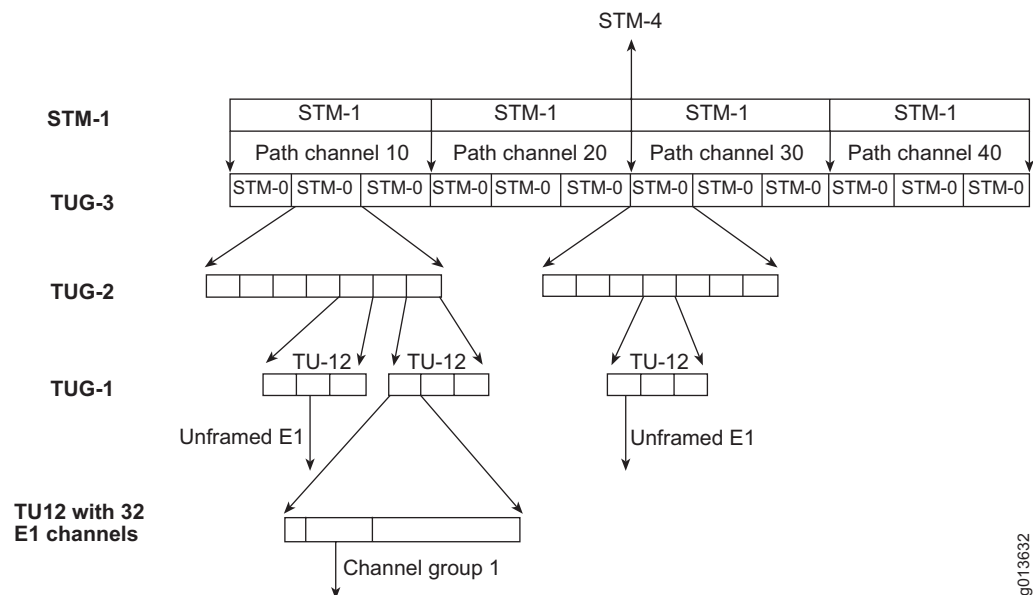 STM-4
STM-1
STM-1 STM-1 STM-1 STM-1
Path channel 10 Path channel 20 Path channel 30 Path channel 40
TUG-3
STM-0 STM-0 STM-0 STM-0 STM-0 STM-0 STM-0 STM-0 STM-0 STM-0 STM-0 STM-0
TUG-2
TUG-1
TU-12 TU-12 TU-12
Unframed E1 Unframed E1
TU12 with 32
E1 channels
Channel group 1
g013632